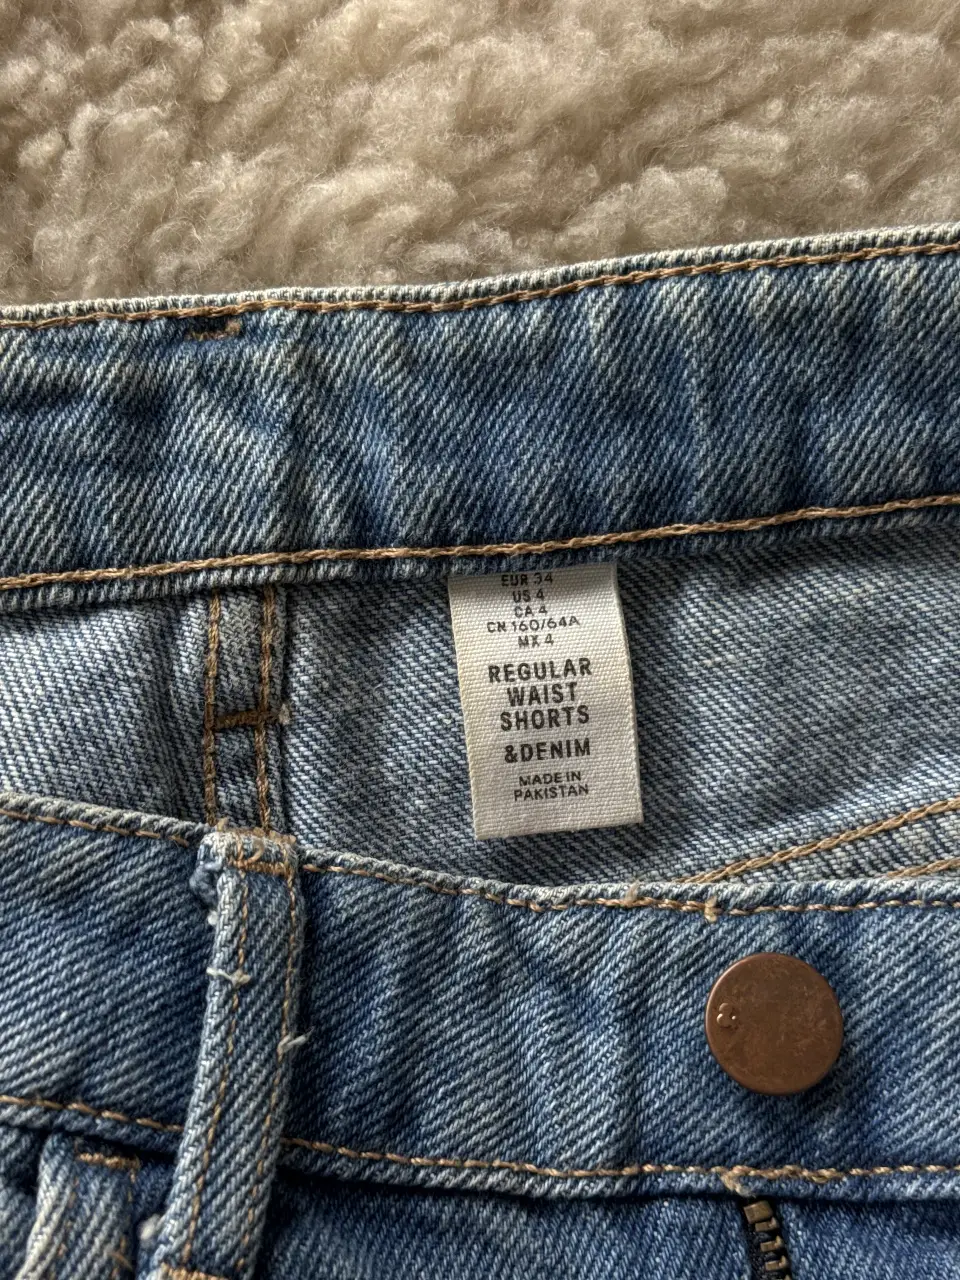 EUR 34
US 4
CA 4
CN 160/64A
MX 4
REGULAR
WAIST
SHORTS
&DENIM
MADE IN
PAKISTAN